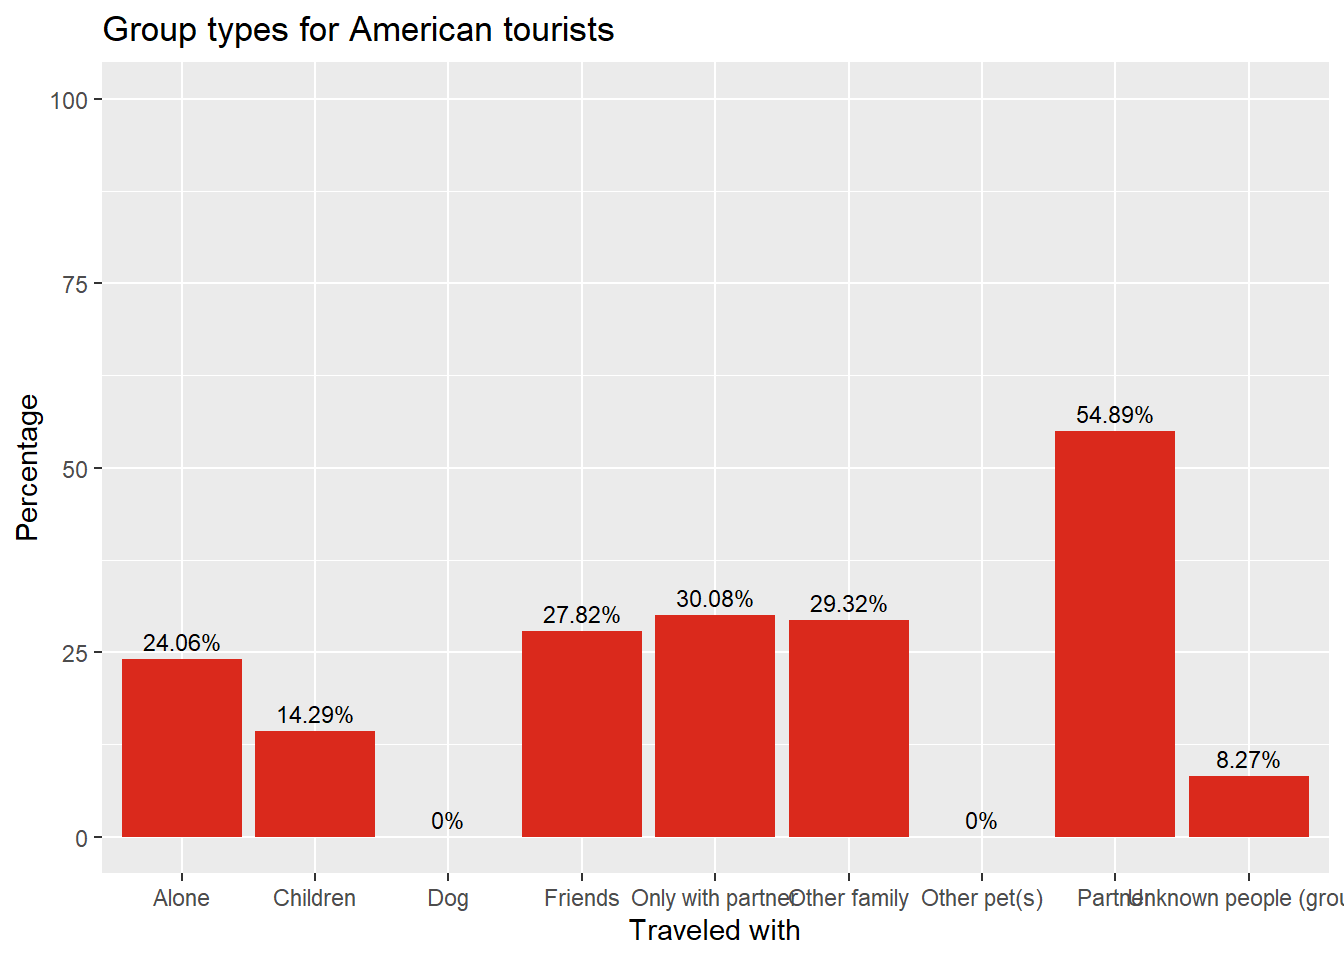 Group types for American tourists
Percentage
100
75
50
25
0
24.06%
14.29%
0%
27.82%
30.08%
29.32%
0%
54.89%
8.27%
Alone
Children
Dog
Friends
Only with partner
Other family
Other pet(s)
Partner
Unknown people (grou
Traveled with